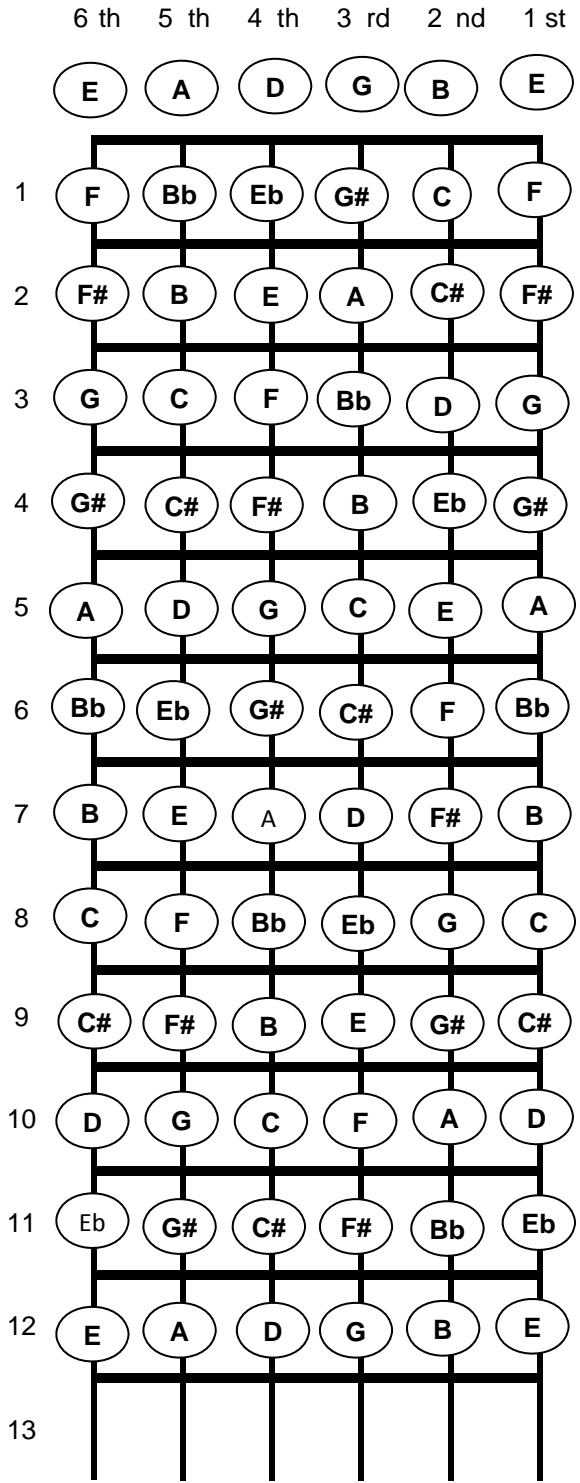 6 th 5 th 4 th 3 rd 2 nd 1 st
E A D G B E
1 F Bb Eb G# C F
2 F# B E A C# F#
3 G C F Bb D G
4 G# C# F# B Eb G#
5 A D G C E A
6 Bb Eb G# C# F Bb
7 B E A D F# B
8 C F Bb Eb G C
9 C# F# B E G# C#
10 D G C F A D
11 Eb G# C# F# Bb Eb
12 E A D G B E
13